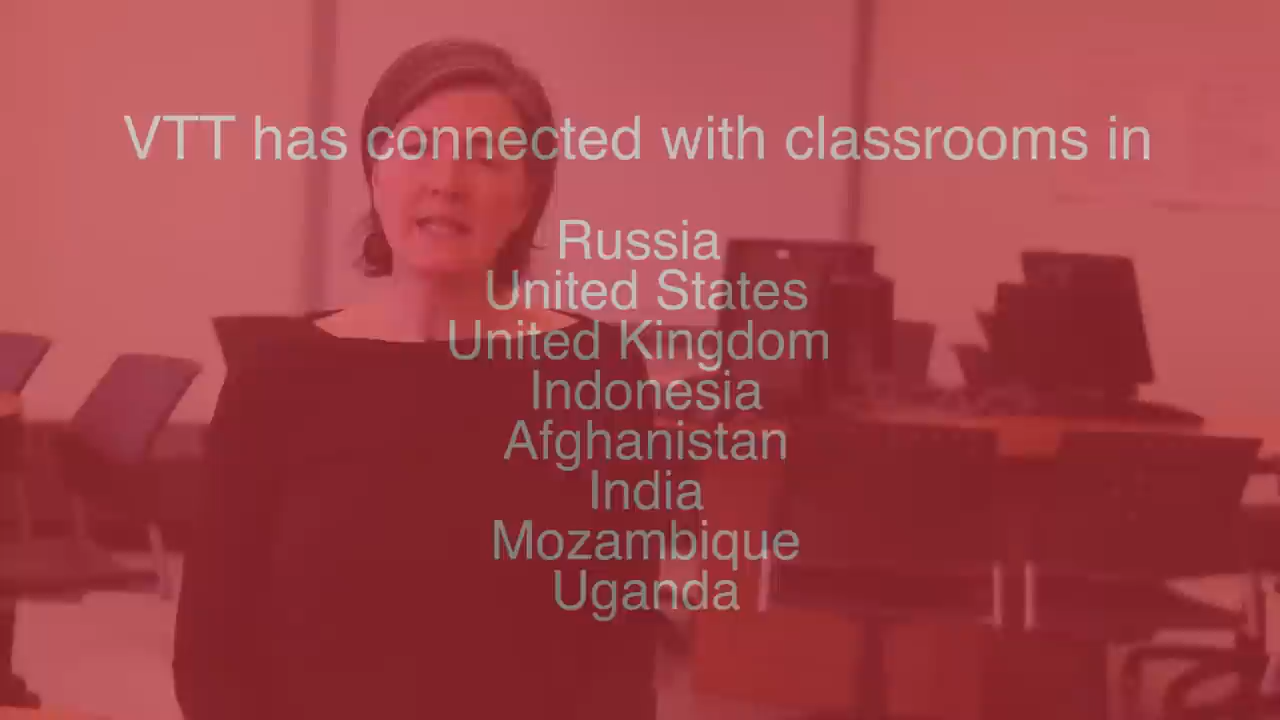 VTT has connected with classrooms in
Russia
United States
United Kingdom
Indonesia
Afghanistan
India
Mozambique
Uganda